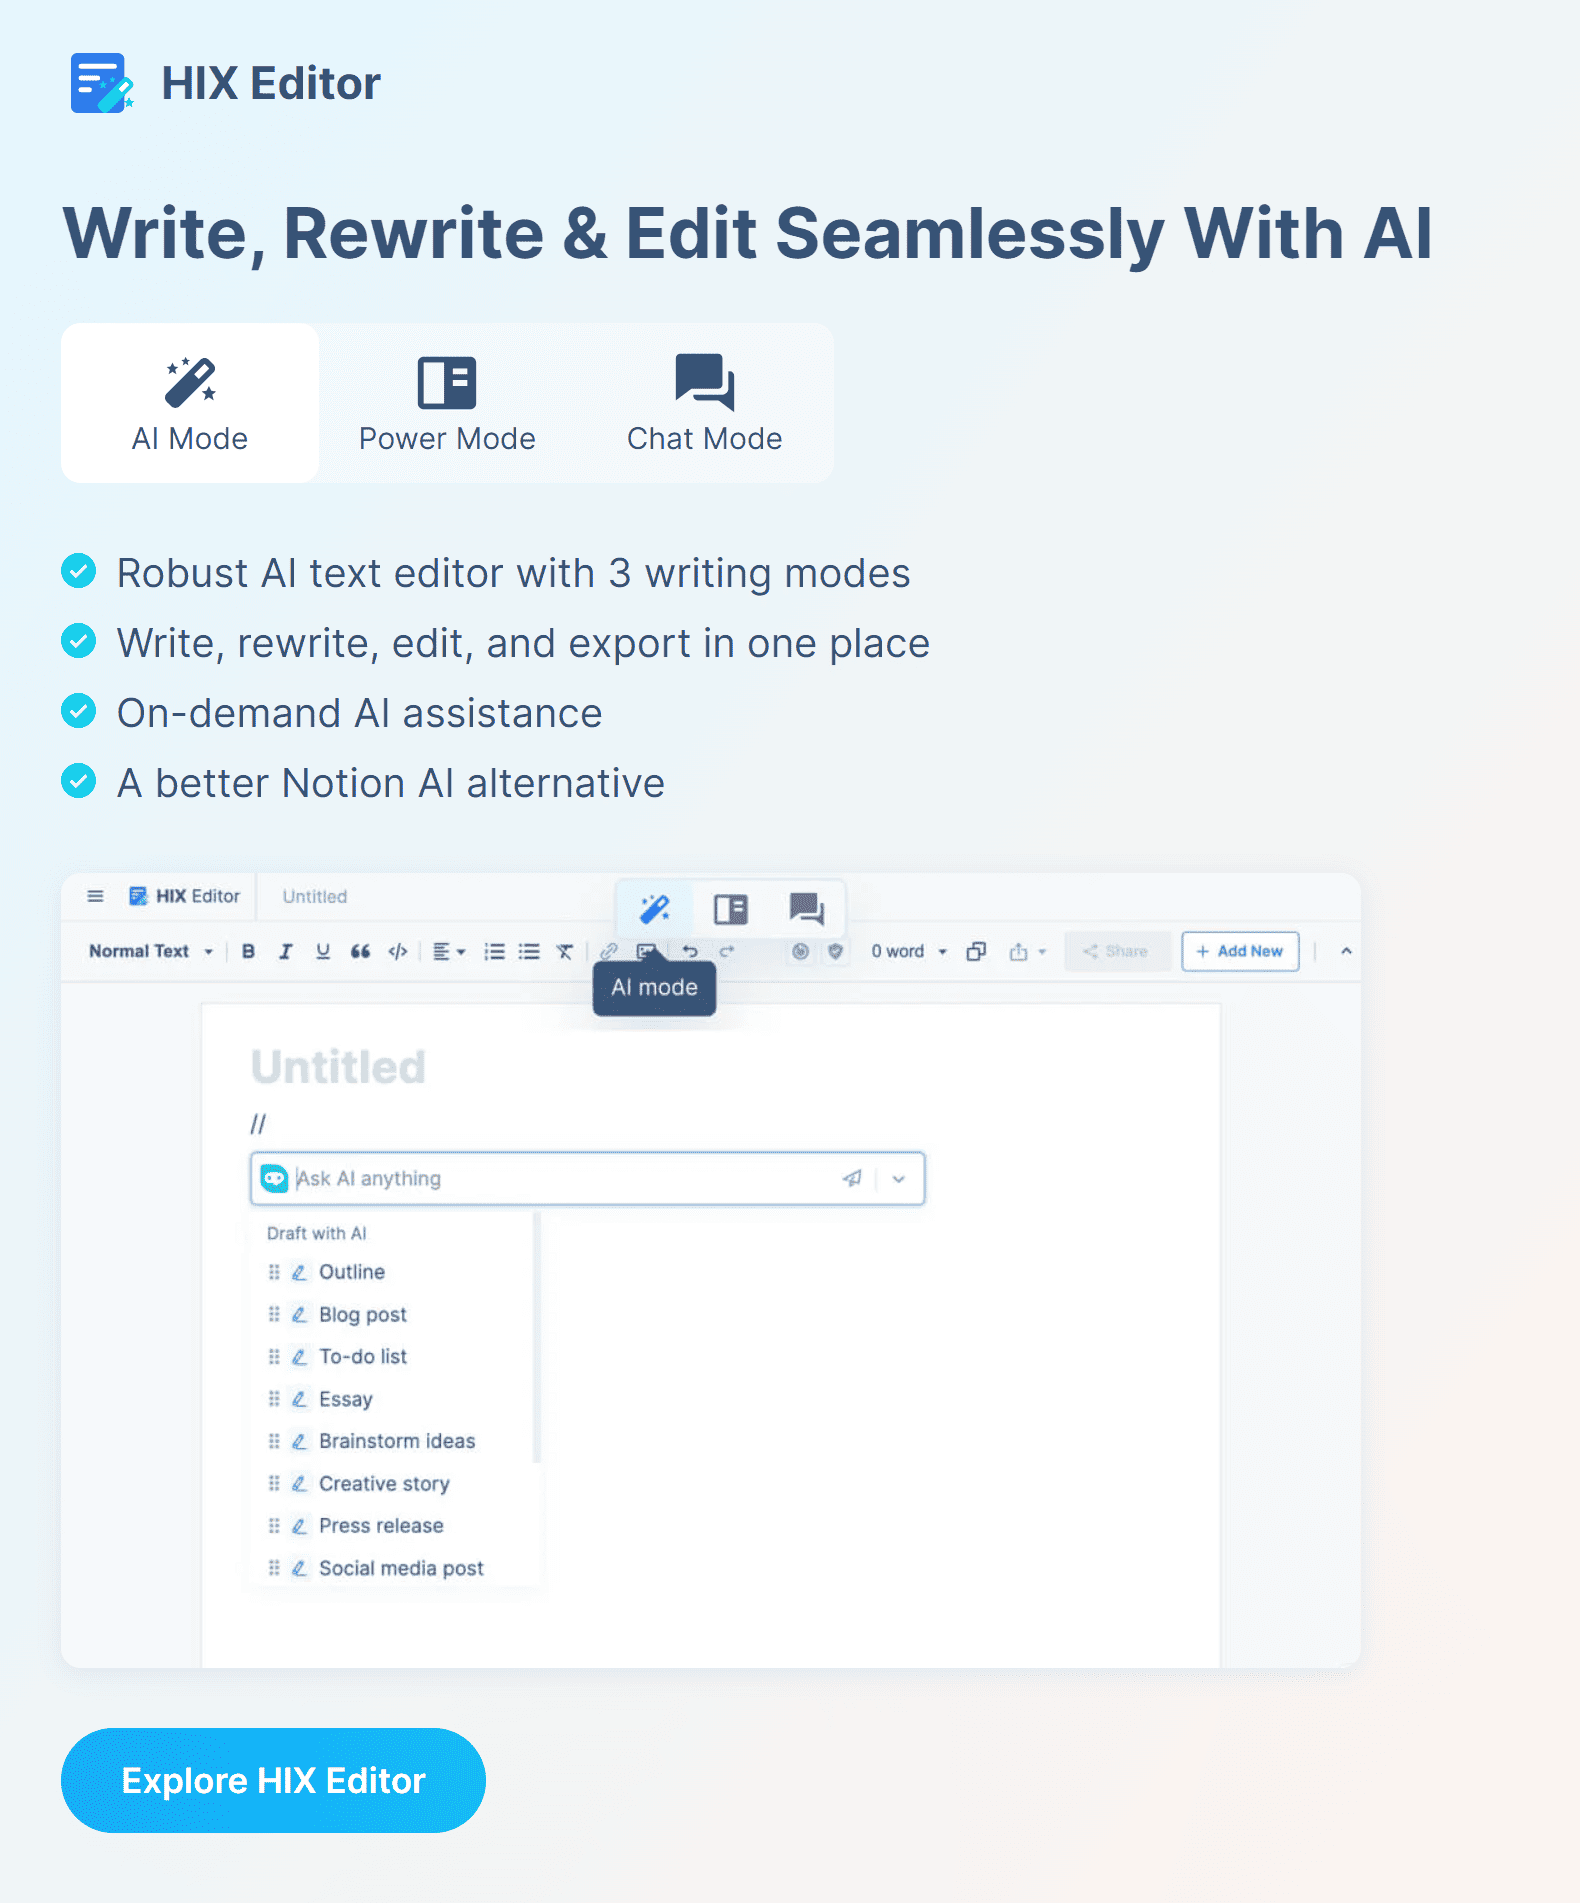 HIX Editor
Write, Rewrite & Edit Seamlessly With AI
AI Mode
Power Mode
Chat Mode
Robust AI text editor with 3 writing modes
Write, rewrite, edit, and export in one place
On-demand AI assistance
A better Notion AI alternative
HIX Editor
Untitled
Normal Text
0 word
Share
+ Add New
AI mode
Untitled
//
Ask AI anything
Draft with AI
Outline
Blog post
To-do list
Essay
Brainstorm ideas
Creative story
Press release
Social media post
Explore HIX Editor